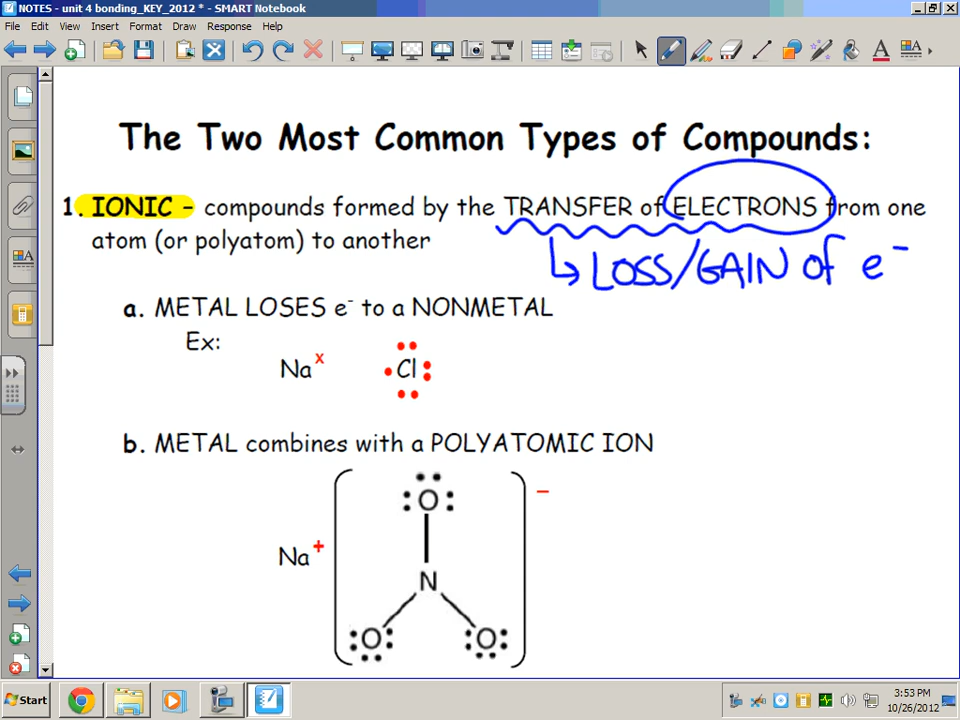 NOTES - unit 4 bonding_KEY_2012 * - SMART Notebook
File Edit View Insert Format Draw Response Help
The Two Most Common Types of Compounds:
1. IONIC - compounds formed by the TRANSFER of ELECTRONS from one
atom (or polyatom) to another
LOSS/GAIN of e⁻
a. METAL LOSES e⁻ to a NONMETAL
Ex:
Na x Cl
b. METAL combines with a POLYATOMIC ION
O −
Na +
N
O O
Start
3:53 PM
10/26/2012